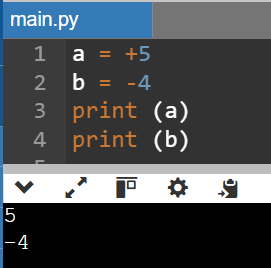 main.py
1 a = +5
2 b = -4
3 print (a)
4 print (b)
5
-4